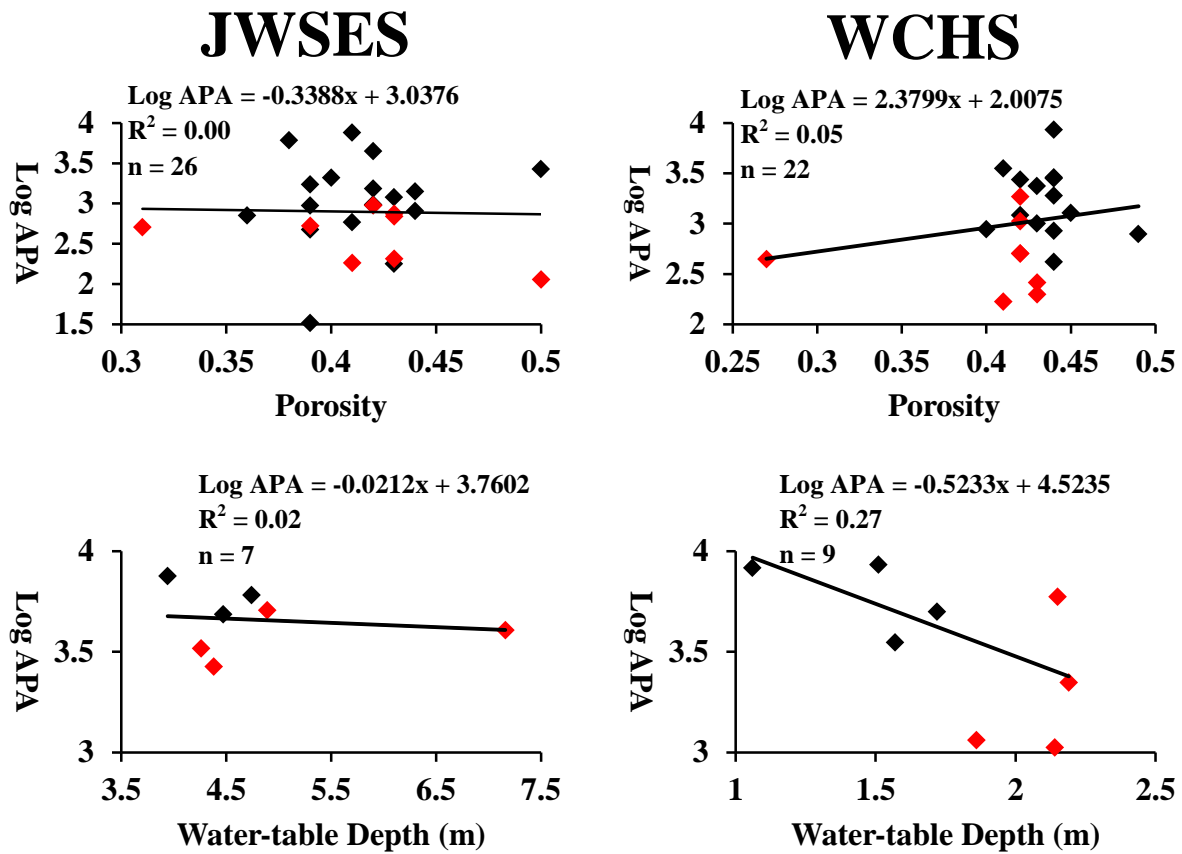 JWSES
WCHS
Log APA = -0.3388x + 3.0376
R² = 0.00
n = 26
Log APA
4
3.5
3
2.5
2
1.5
0.3
0.35
0.4
0.45
0.5
Porosity
Log APA = 2.3799x + 2.0075
R² = 0.05
n = 22
Log APA
4
3.5
3
2.5
2
0.25
0.3
0.35
0.4
0.45
0.5
Porosity
Log APA = -0.0212x + 3.7602
R² = 0.02
n = 7
Log APA
4
3.5
3
3.5
4.5
5.5
6.5
7.5
Water-table Depth (m)
Log APA = -0.5233x + 4.5235
R² = 0.27
n = 9
Log APA
4
3.5
3
1
1.5
2
2.5
Water-table Depth (m)